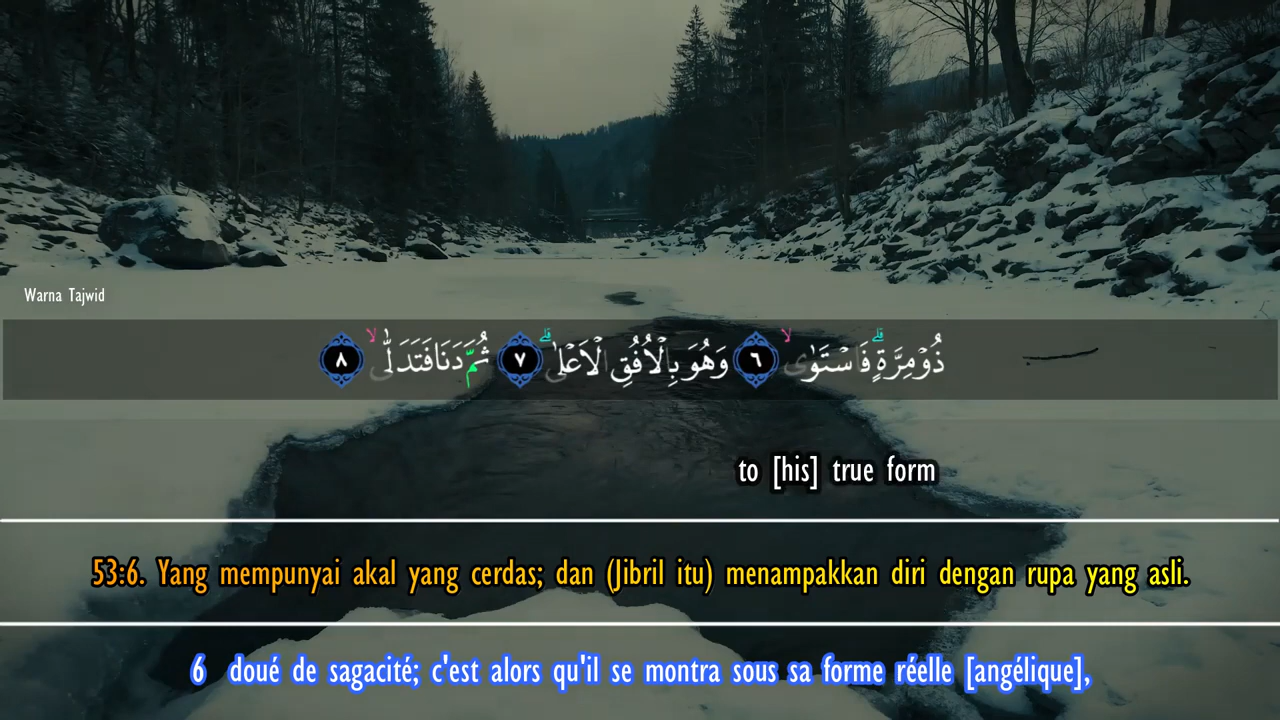 Warna Tajwid
ذُوْمِرَّةٍۗ فَاسْتَوٰىۙ ٦ وَهُوَ بِالْاُفُقِ الْاَعْلٰىۗ ٧ ثُمَّ دَنَا فَتَدَلّٰىۙ ٨
to [his] true form
53:6. Yang mempunyai akal yang cerdas; dan (Jibril itu) menampakkan diri dengan rupa yang asli.
6 doué de sagacité; c'est alors qu'il se montra sous sa forme réelle [angélique],